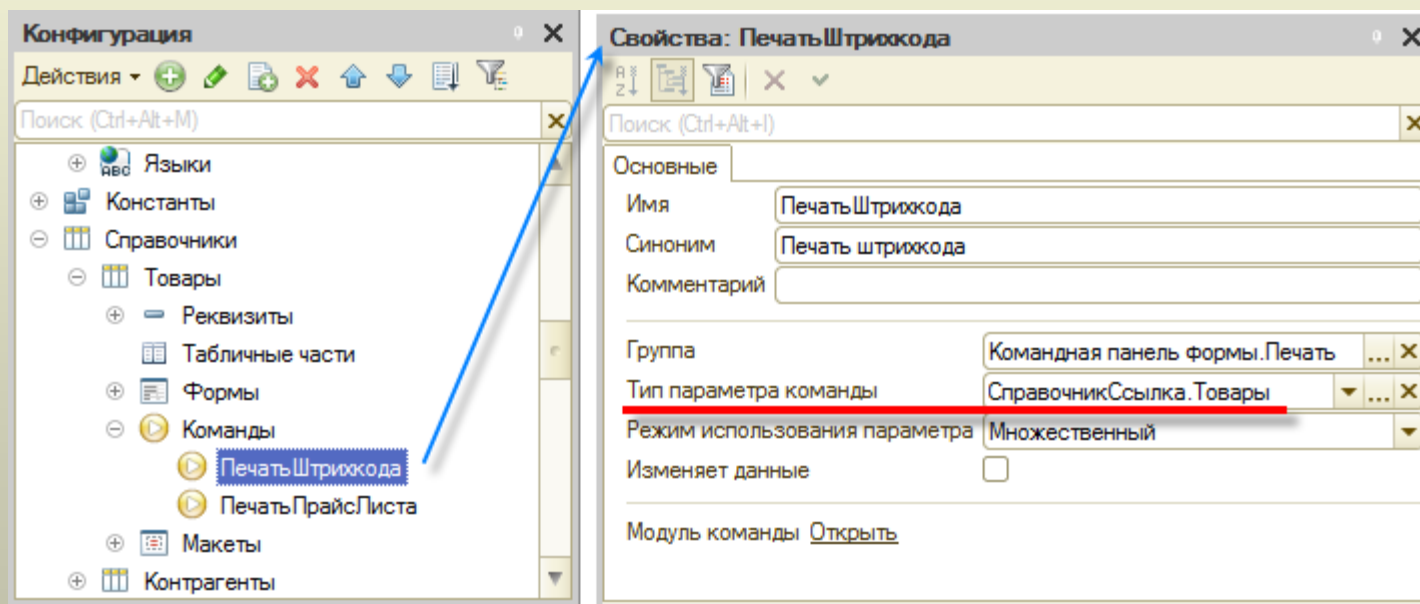 Конфигурация
Действия
Поиск (Ctrl+Alt+M)
Языки
Константы
Справочники
Товары
Реквизиты
Табличные части
Формы
Команды
ПечатьШтрихкода
ПечатьПрайсЛиста
Макеты
Контрагенты
Свойства: ПечатьШтрихкода
Поиск (Ctrl+Alt+I)
Основные
Имя ПечатьШтрихкода
Синоним Печать штрихкода
Комментарий
Группа Командная панель формы.Печать ...
Тип параметра команды СправочникСсылка.Товары ...
Режим использования параметра Множественный
Изменяет данные
Модуль команды Открыть